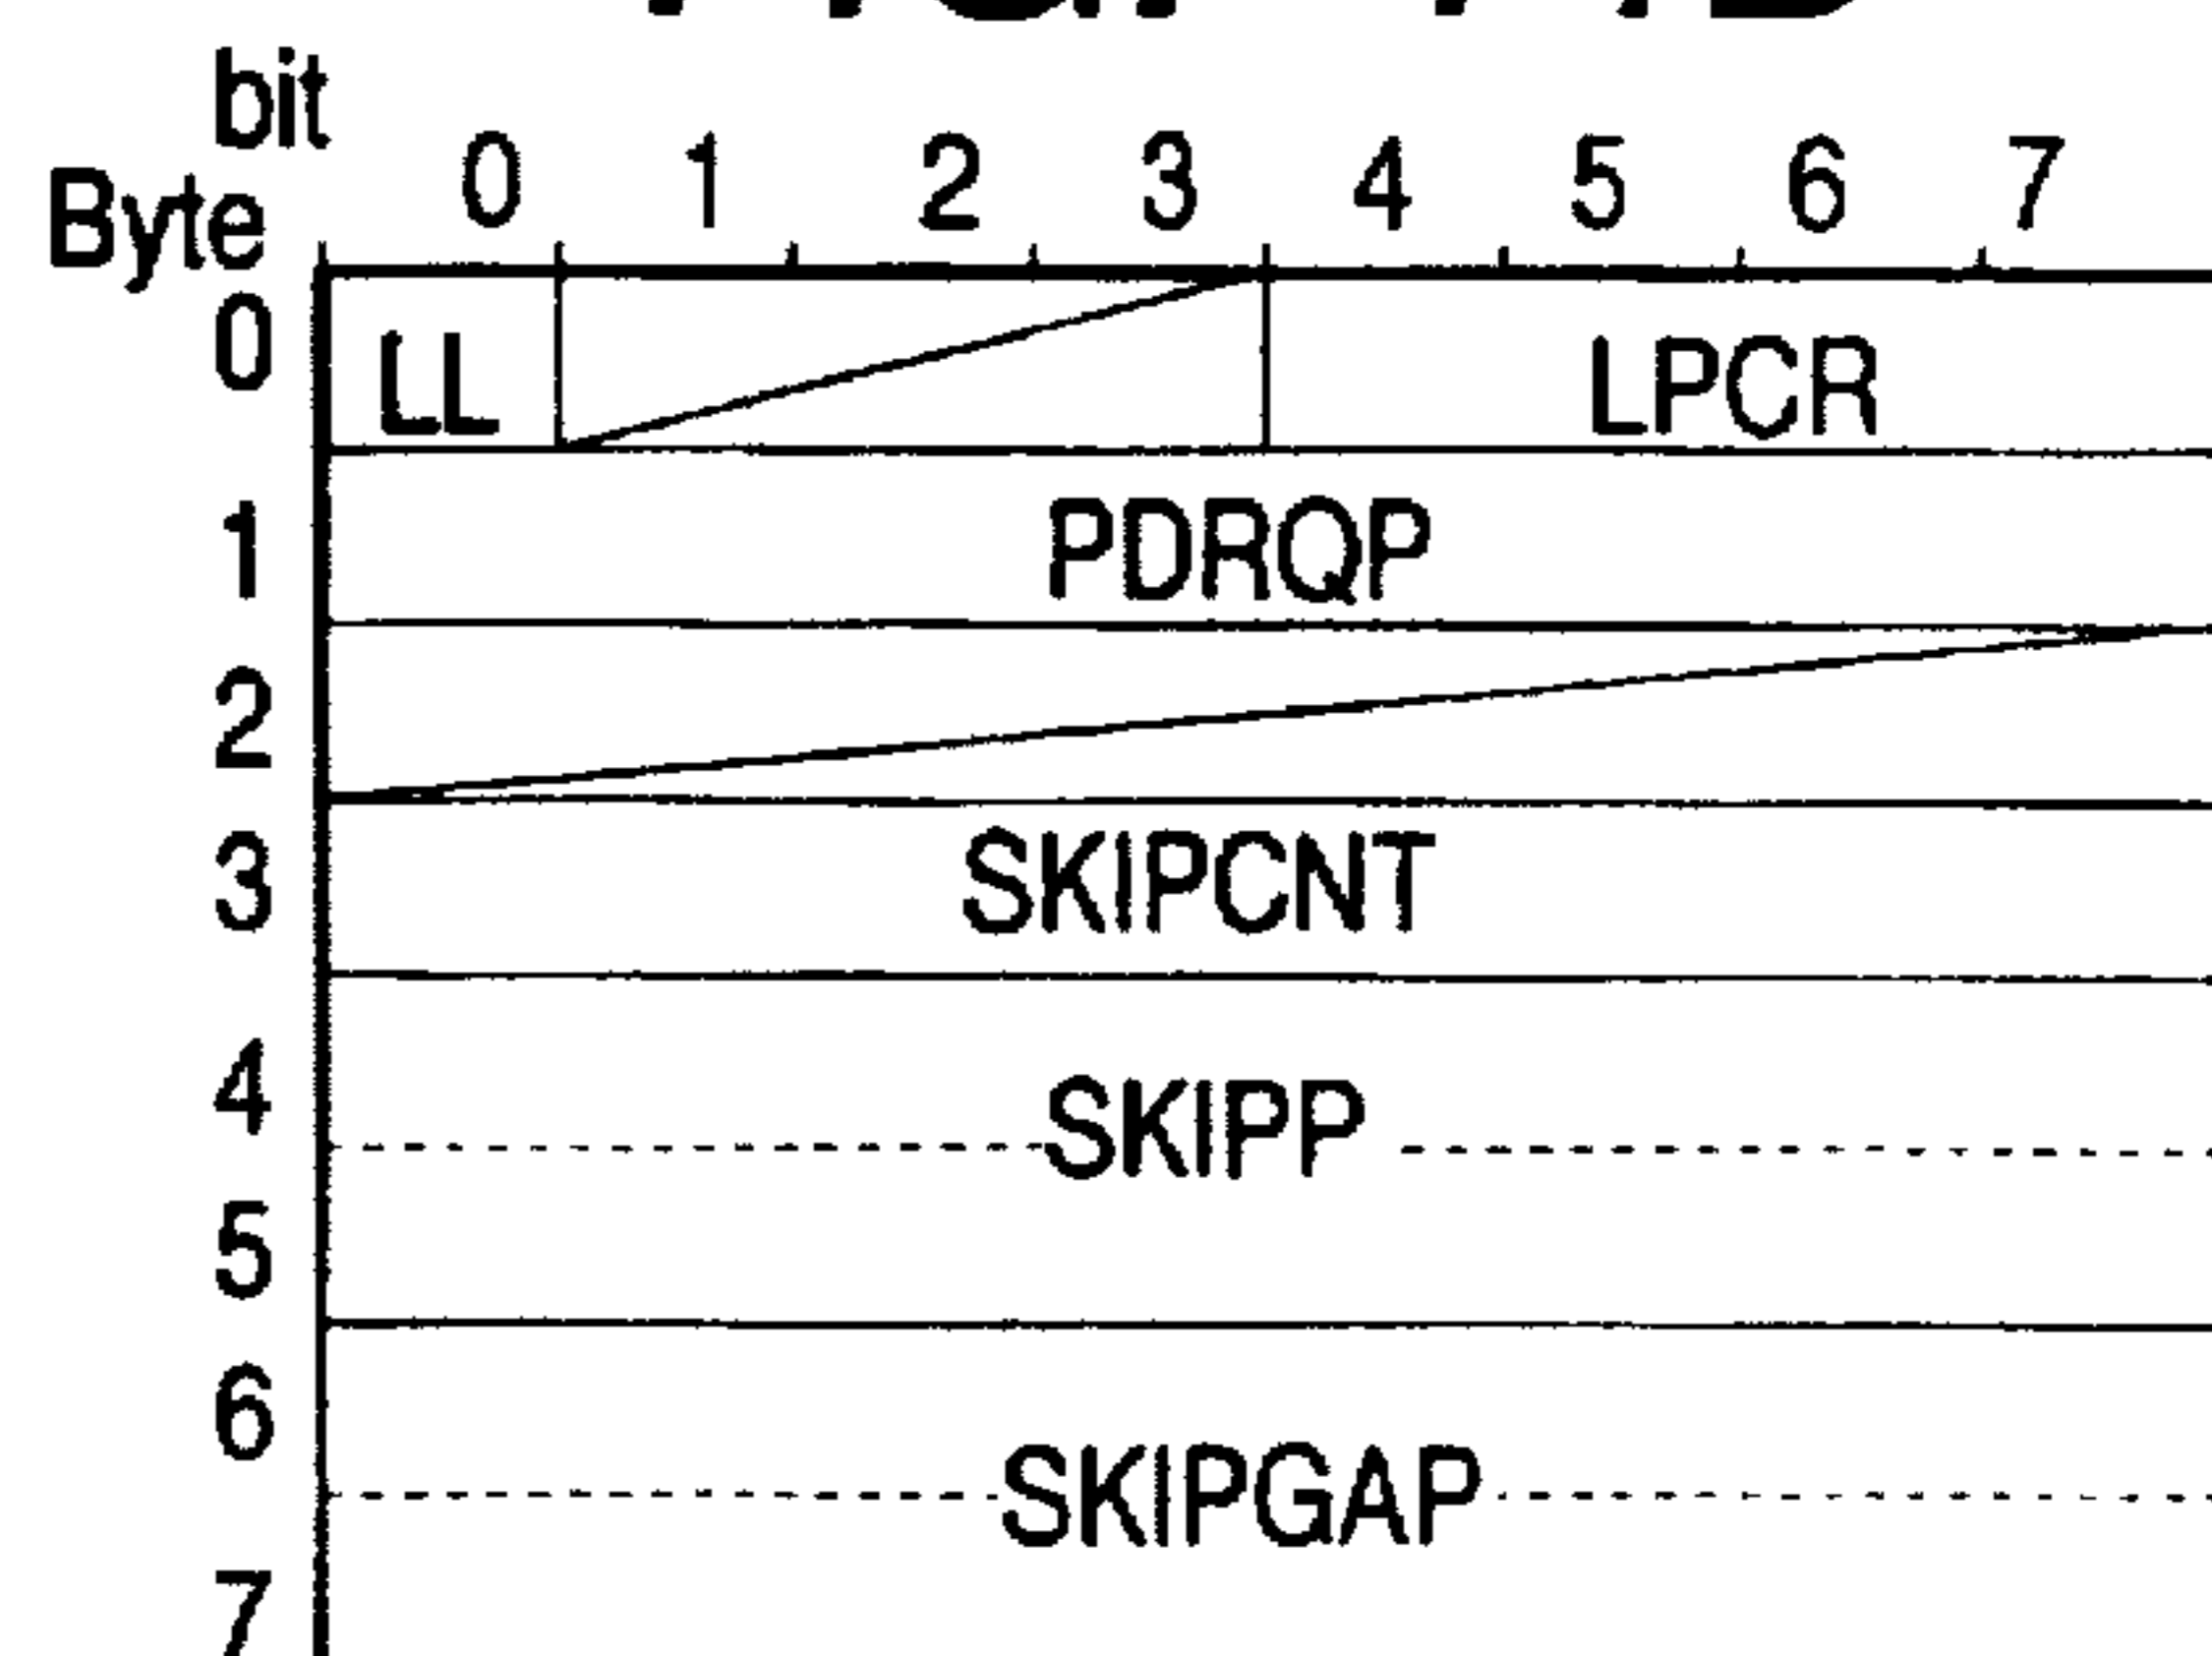 bit
0 1 2 3 4 5 6 7
Byte
0 LL LPCR
1 PDRQP
2
3 SKIPCNT
4
SKIPP
5
6
SKIPGAP
7